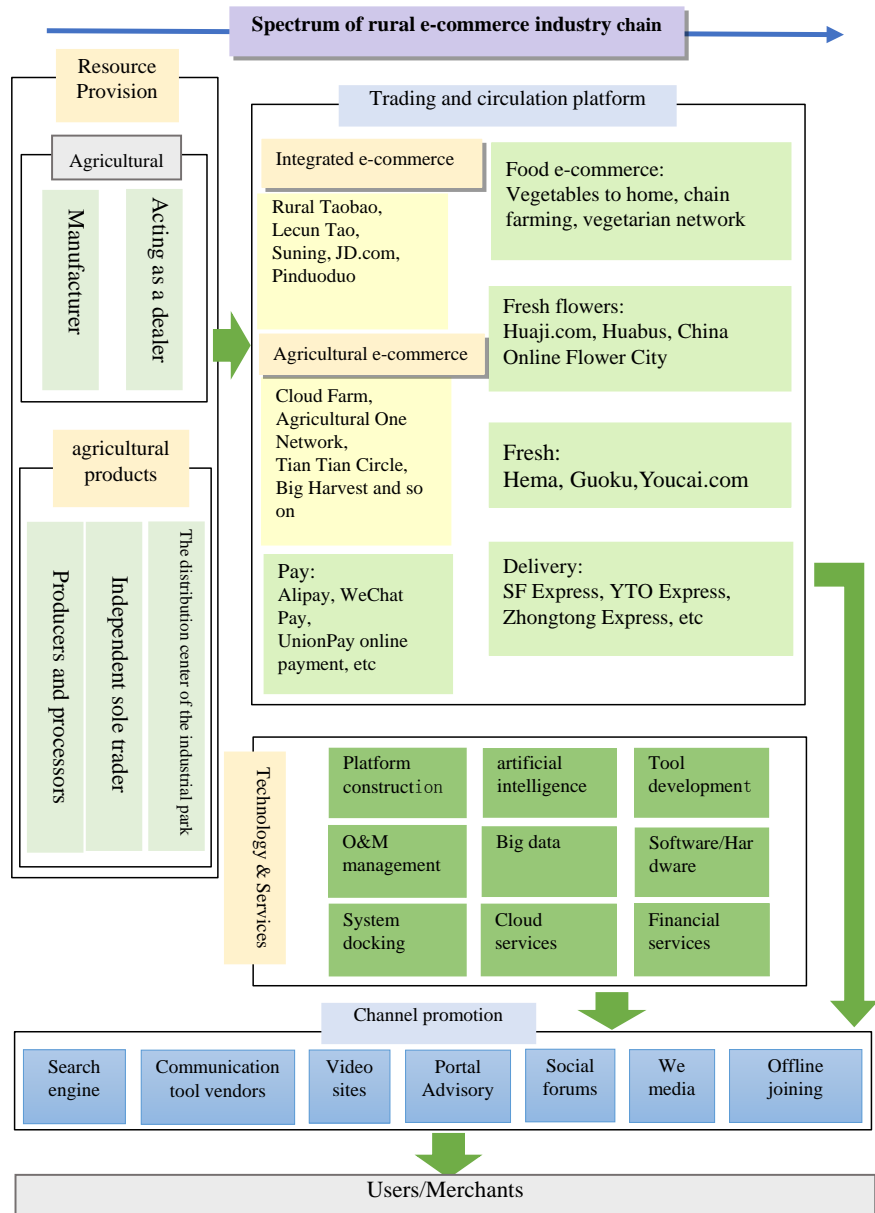 Spectrum of rural e-commerce industry chain
Resource
Provision
Agricultural
Manufacturer
Acting as a dealer
agricultural
products
Producers and processors
Independent sole trader
The distribution center of the industrial park
Trading and circulation platform
Integrated e-commerce
Rural Taobao,
Lecun Tao,
Suning, JD.com,
Pinduoduo
Agricultural e-commerce
Cloud Farm,
Agricultural One
Network,
Tian Tian Circle,
Big Harvest and so
on
Pay:
Alipay, WeChat
Pay,
UnionPay online
payment, etc
Food e-commerce:
Vegetables to home, chain
farming, vegetarian network
Fresh flowers:
Huaji.com, Huabus, China
Online Flower City
Fresh:
Hema, Guoku,Youcai.com
Delivery:
SF Express, YTO Express,
Zhongtong Express, etc
Technology & Services
Platform
construction
artificial
intelligence
Tool
development
O&M
management
Big data
Software/Har
dware
System
docking
Cloud
services
Financial
services
Channel promotion
Search
engine
Communication
tool vendors
Video
sites
Portal
Advisory
Social
forums
We
media
Offline
joining
Users/Merchants